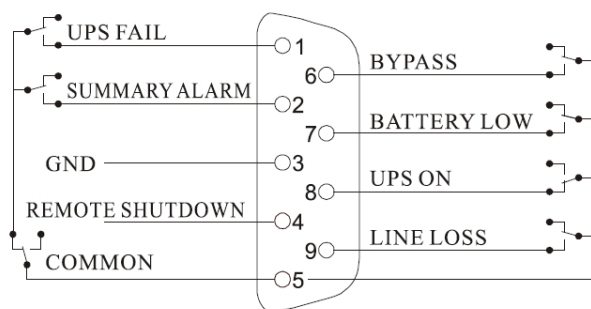 UPS FAIL
1
BYPASS
6
SUMMARY ALARM
2
BATTERY LOW
7
GND
3
UPS ON
8
REMOTE SHUTDOWN
4
LINE LOSS
9
COMMON
5